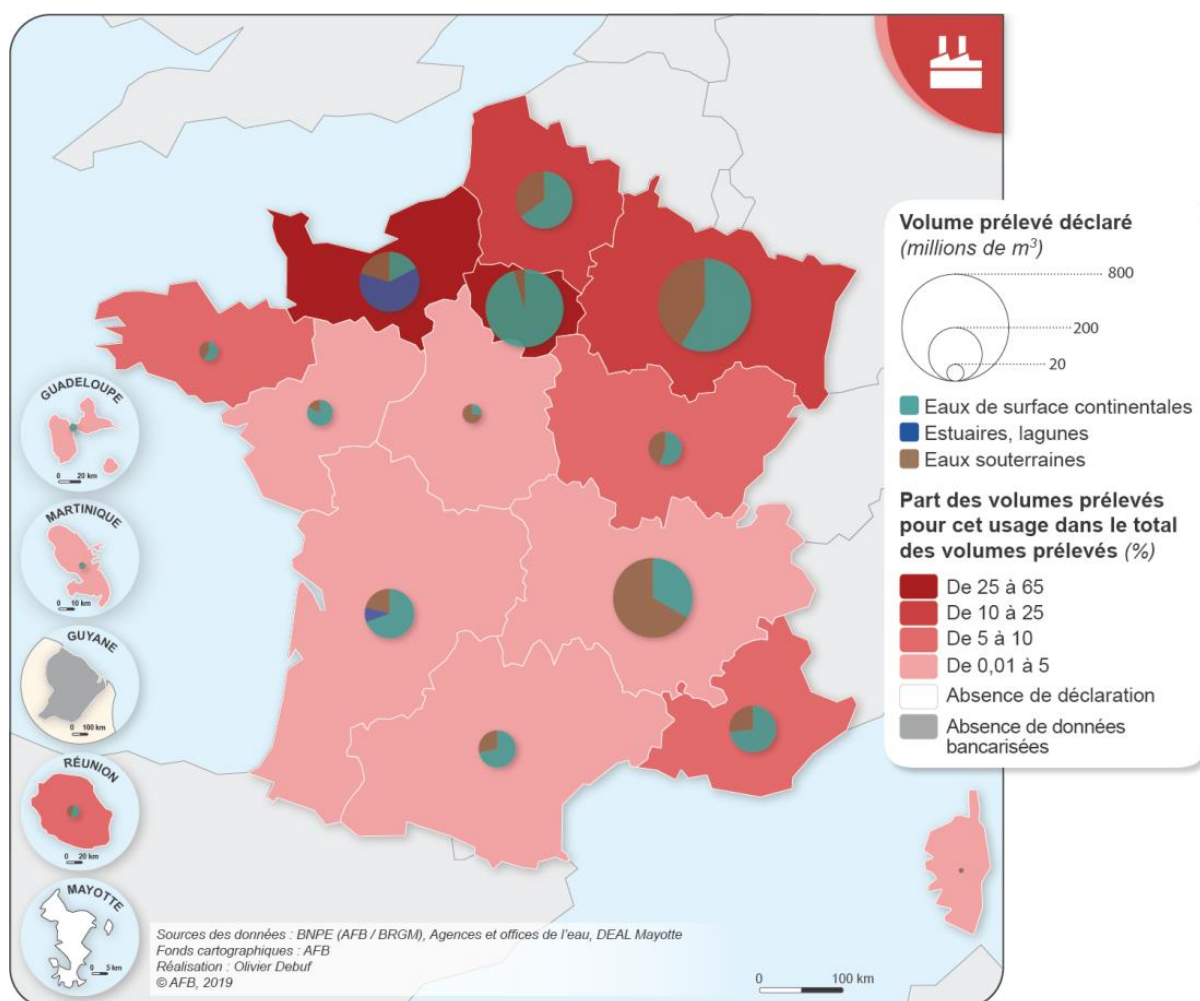 Volume prélevé déclaré
(millions de m³)
800
200
20
Eaux de surface continentales
Estuaires, lagunes
Eaux souterraines
Part des volumes prélevés
pour cet usage dans le total
des volumes prélevés (%)
De 25 à 65
De 10 à 25
De 5 à 10
De 0,01 à 5
Absence de déclaration
Absence de données
bancarisées
GUADELOUPE
0 20 km
MARTINIQUE
0 10 km
GUYANE
0 100 km
RÉUNION
0 20 km
MAYOTTE
0 5 km
Sources des données : BNPE (AFB / BRGM), Agences et offices de l'eau, DEAL Mayotte
Fonds cartographiques : AFB
Réalisation : Olivier Debuf
© AFB, 2019
0 100 km